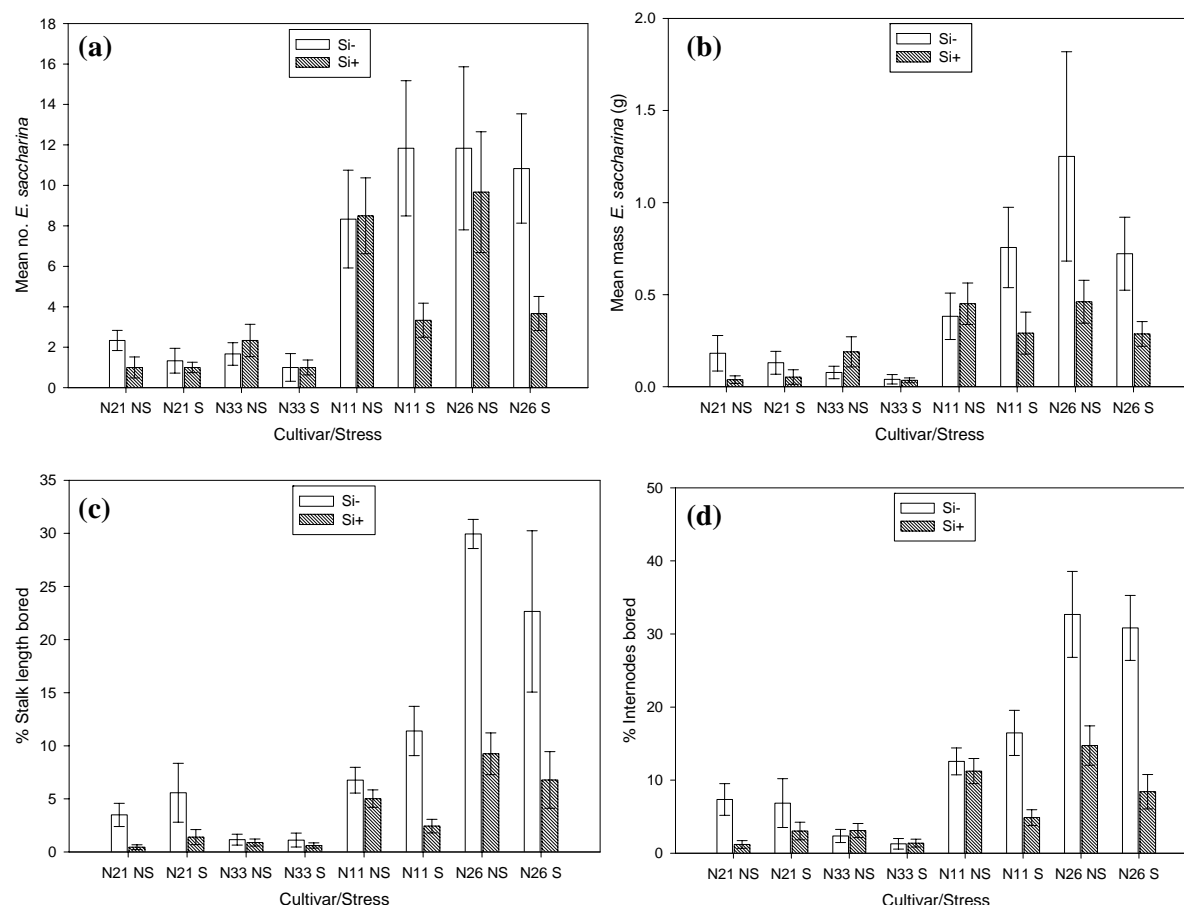 (a)
Si-
Si+
Mean no. E. saccharina
18
16
14
12
10
8
6
4
2
0
N21 NS N21 S N33 NS N33 S N11 NS N11 S N26 NS N26 S
Cultivar/Stress
(b)
Si-
Si+
Mean mass E. saccharina (g)
2.0
1.5
1.0
0.5
0.0
N21 NS N21 S N33 NS N33 S N11 NS N11 S N26 NS N26 S
Cultivar/Stress
(c)
Si-
Si+
% Stalk length bored
35
30
25
20
15
10
5
0
N21 NS N21 S N33 NS N33 S N11 NS N11 S N26 NS N26 S
Cultivar/Stress
(d)
Si-
Si+
% Internodes bored
50
40
30
20
10
0
N21 NS N21 S N33 NS N33 S N11 NS N11 S N26 NS N26 S
Cultivar/Stress